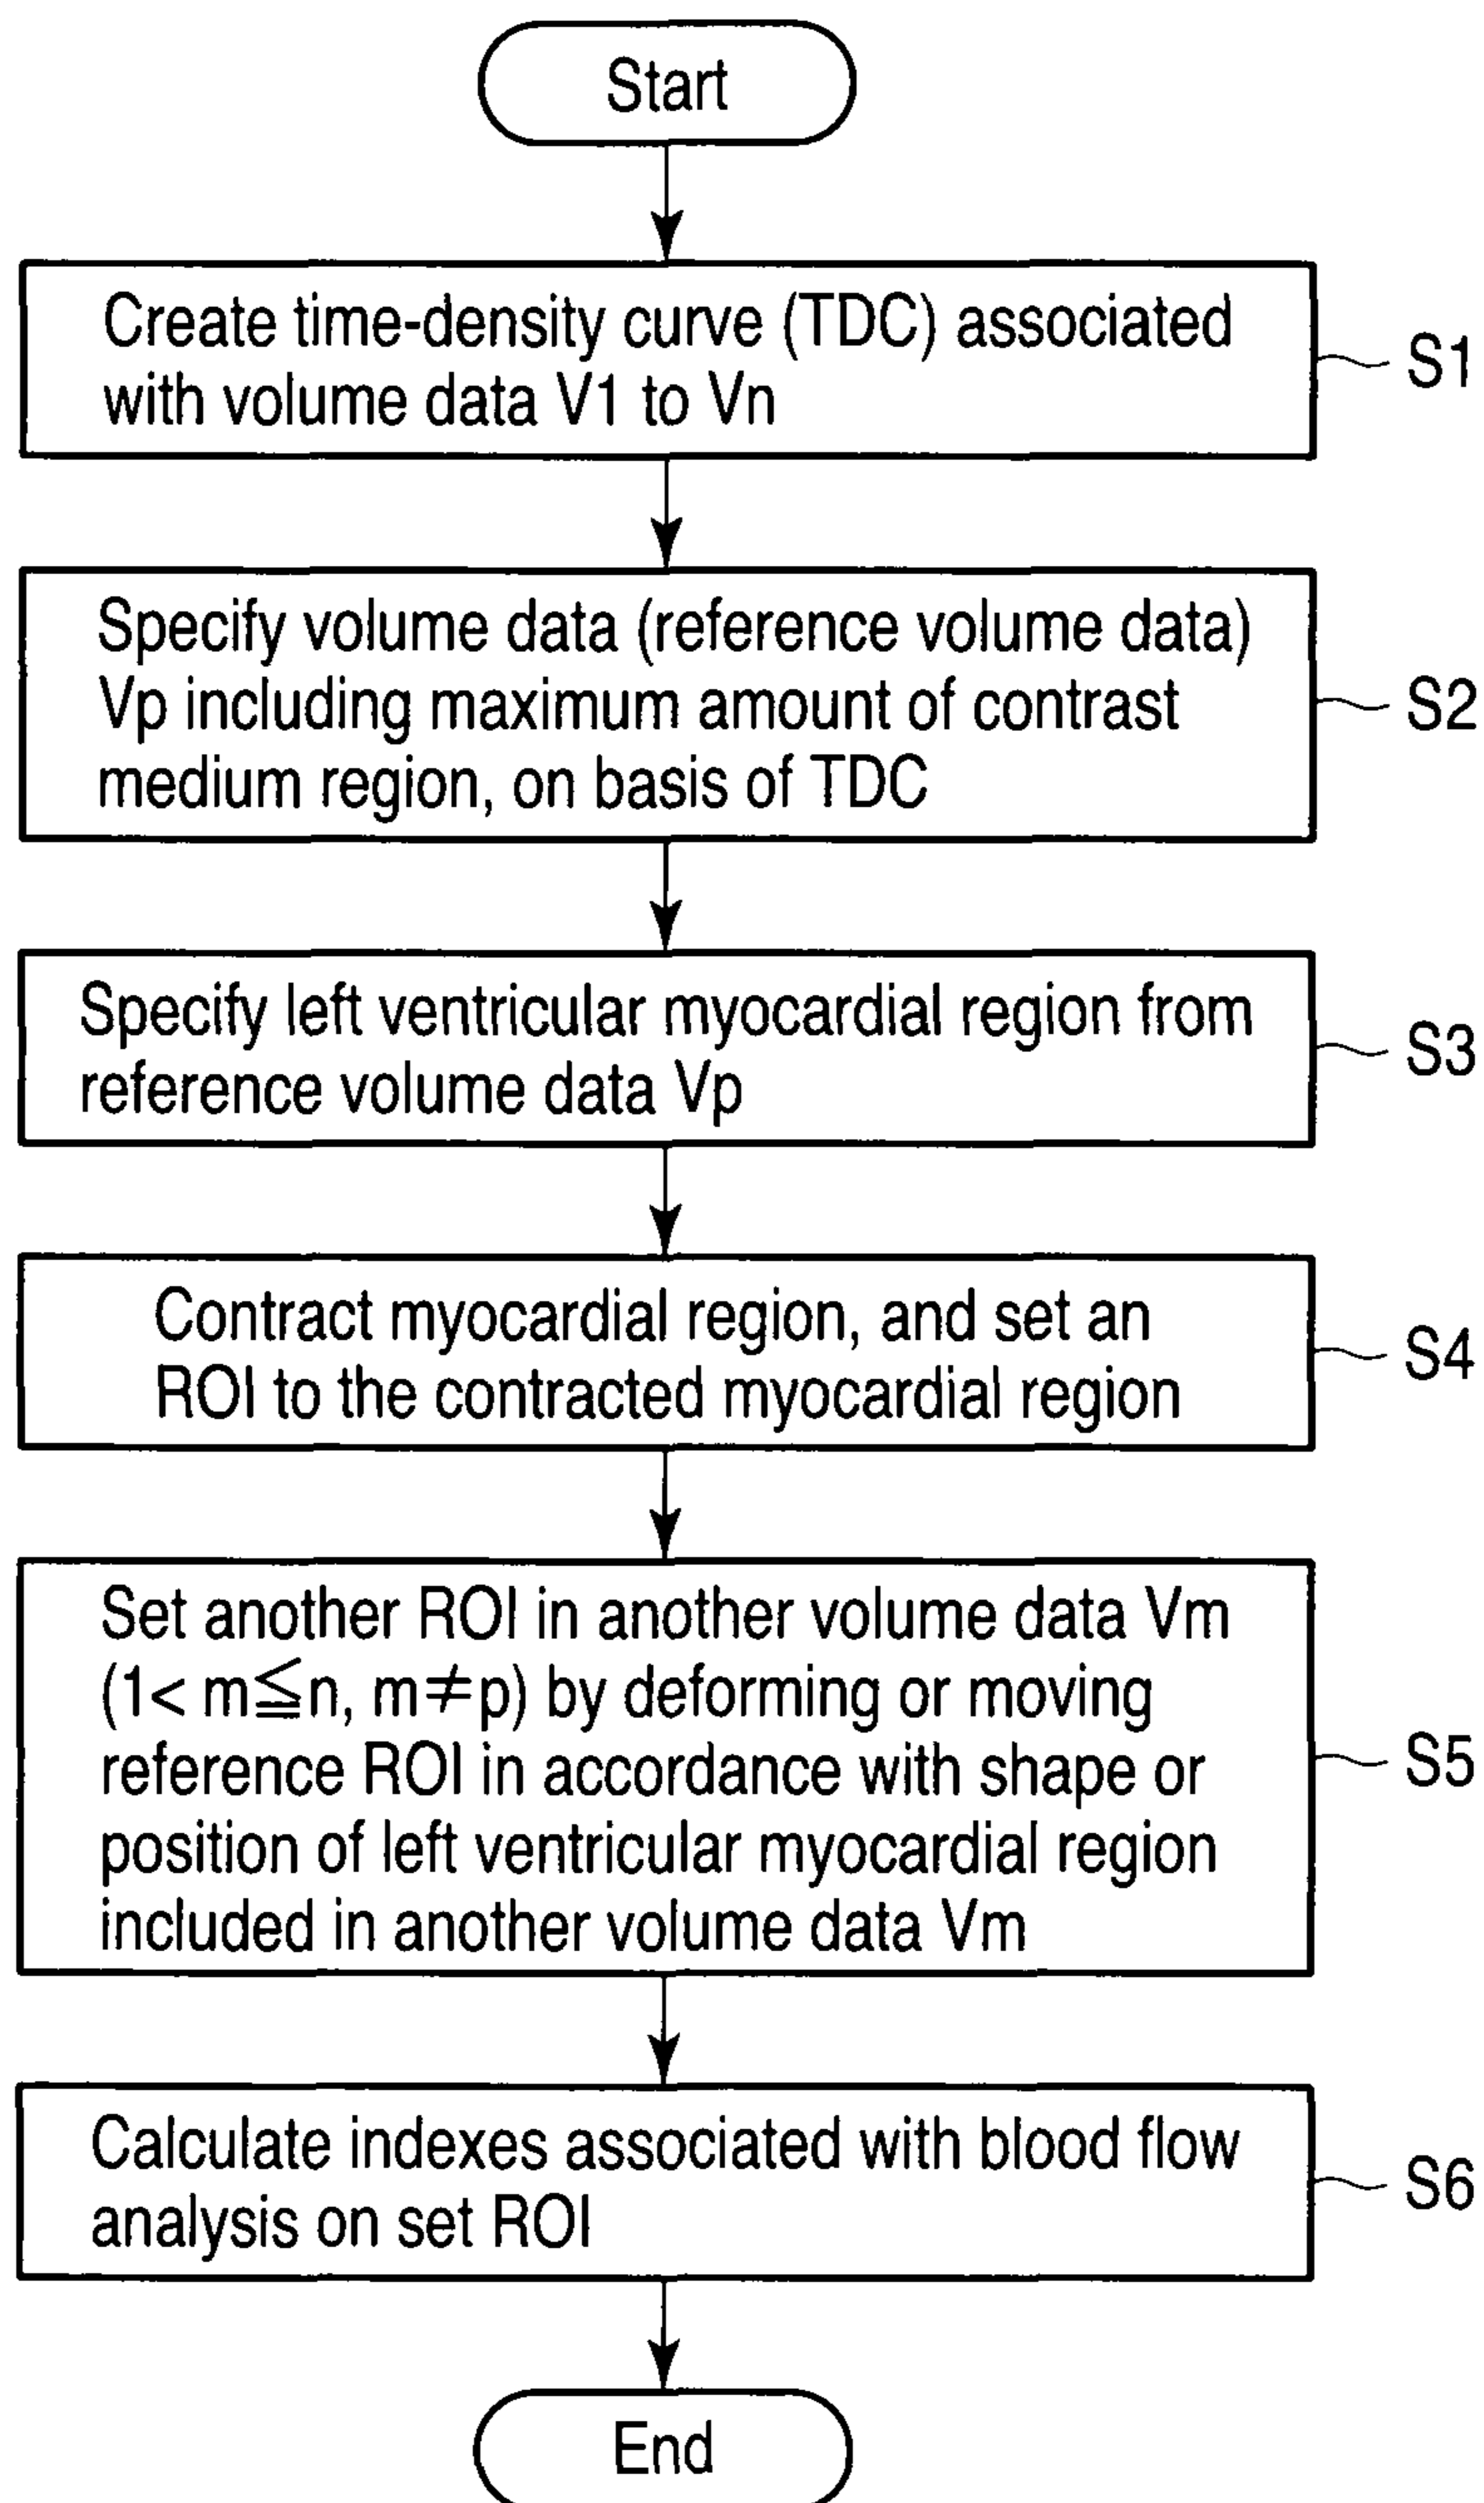 Start
Create time-density curve (TDC) associated
with volume data V1 to Vn
S1
Specify volume data (reference volume data)
Vp including maximum amount of contrast
medium region, on basis of TDC
S2
Specify left ventricular myocardial region from
reference volume data Vp
S3
Contract myocardial region, and set an
ROI to the contracted myocardial region
S4
Set another ROI in another volume data Vm
(1< m≦n, m≠p) by deforming or moving
reference ROI in accordance with shape or
position of left ventricular myocardial region
included in another volume data Vm
S5
Calculate indexes associated with blood flow
analysis on set ROI
S6
End